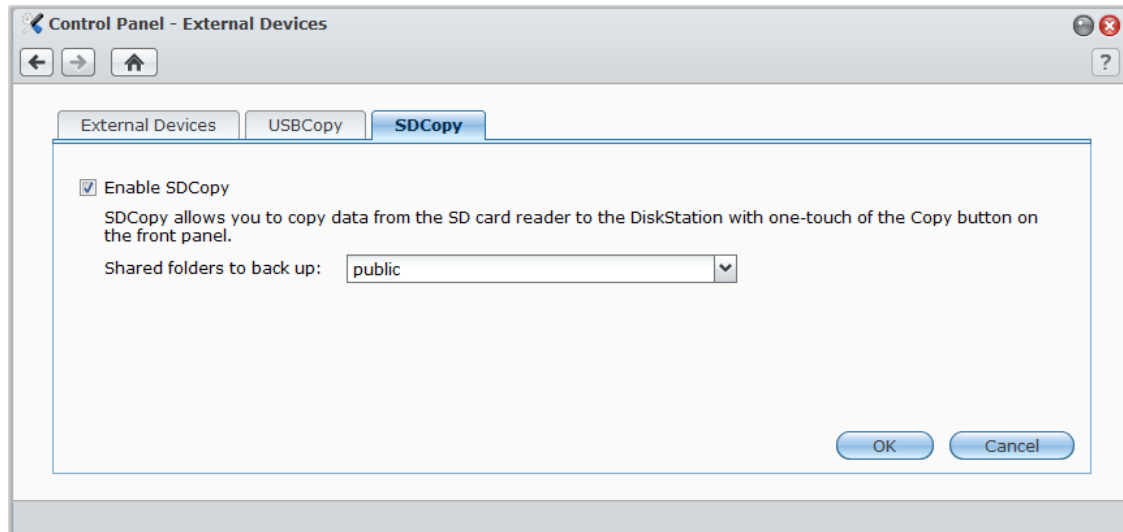 Control Panel - External Devices
?
External Devices USBCopy SDCopy
Enable SDCopy
SDCopy allows you to copy data from the SD card reader to the DiskStation with one-touch of the Copy button on
the front panel.
Shared folders to back up: public
OK Cancel